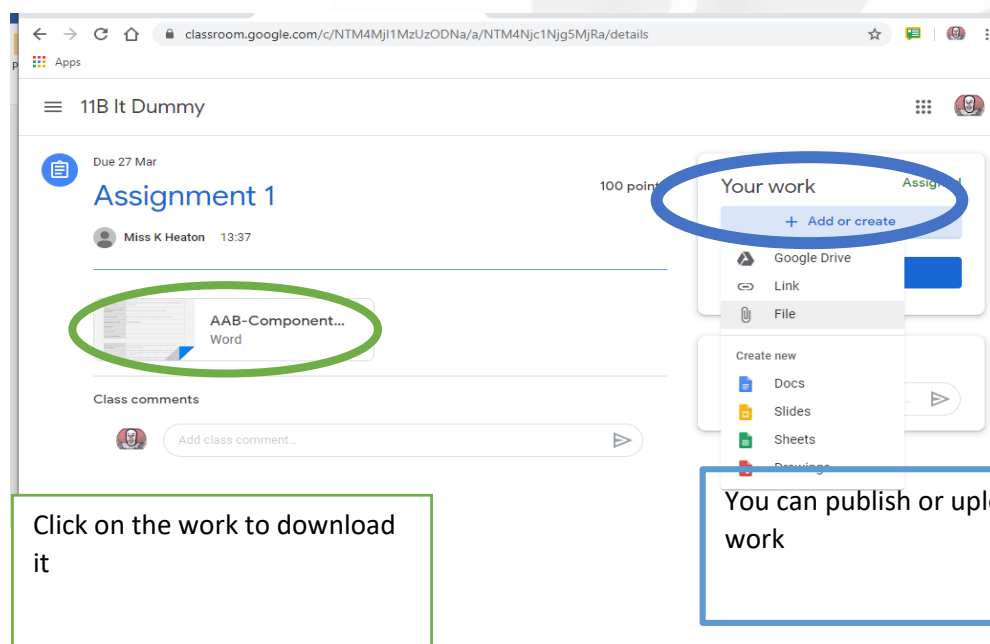 classroom.google.com/c/NTM4MjI1MzUzODNa/a/NTM4Njc1Njg5MjRa/details
Apps
11B It Dummy
Due 27 Mar
Assignment 1
100 point
Miss K Heaton 13:37
AAB-Component...
Word
Class comments
Add class comment...
Your work
Assigned
+ Add or create
Google Drive
Link
File
Create new
Docs
Slides
Sheets
Drawings
Click on the work to download
it
You can publish or uplo
work